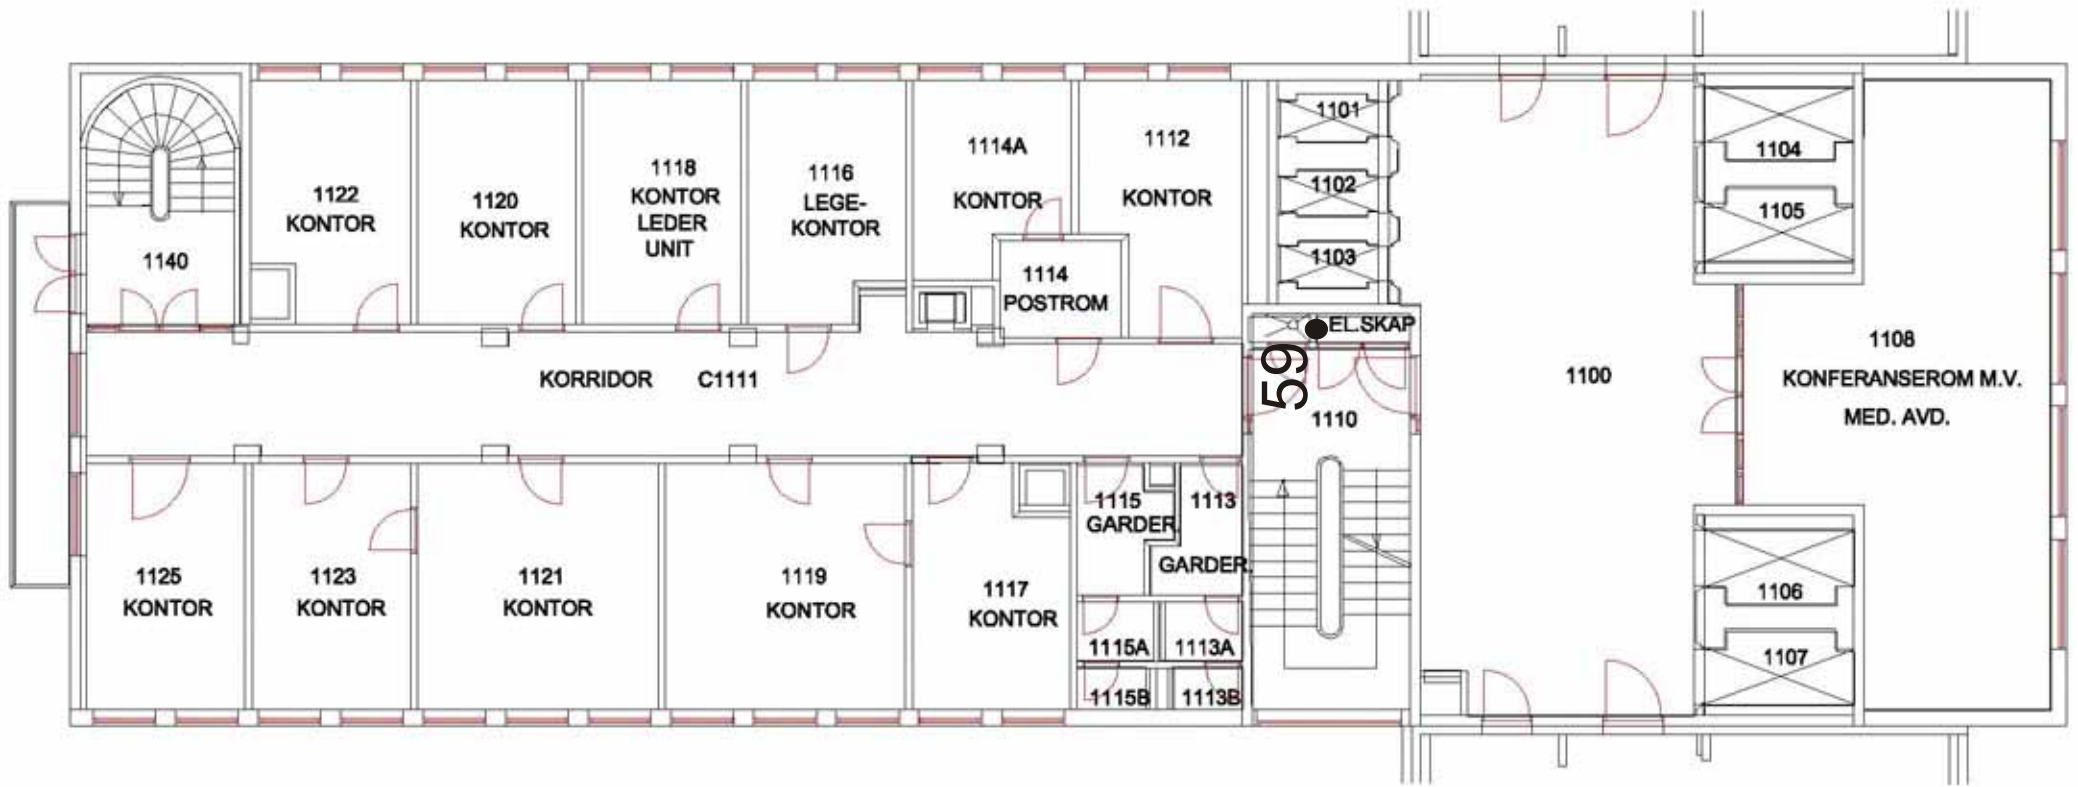 1101
1102
1103
1104
1105
1122
KONTOR
1120
KONTOR
1118
KONTOR
LEDER
UNIT
1116
LEGE-
KONTOR
1114A
KONTOR
1112
KONTOR
1140
1114
POSTROM
EL.SKAP
59
KORRIDOR C1111
1110
1100
1108
KONFERANSEROM M.V.
MED. AVD.
1125
KONTOR
1123
KONTOR
1121
KONTOR
1119
KONTOR
1117
KONTOR
1115
GARDER.
1113
GARDER.
1115A
1113A
1115B
1113B
1106
1107